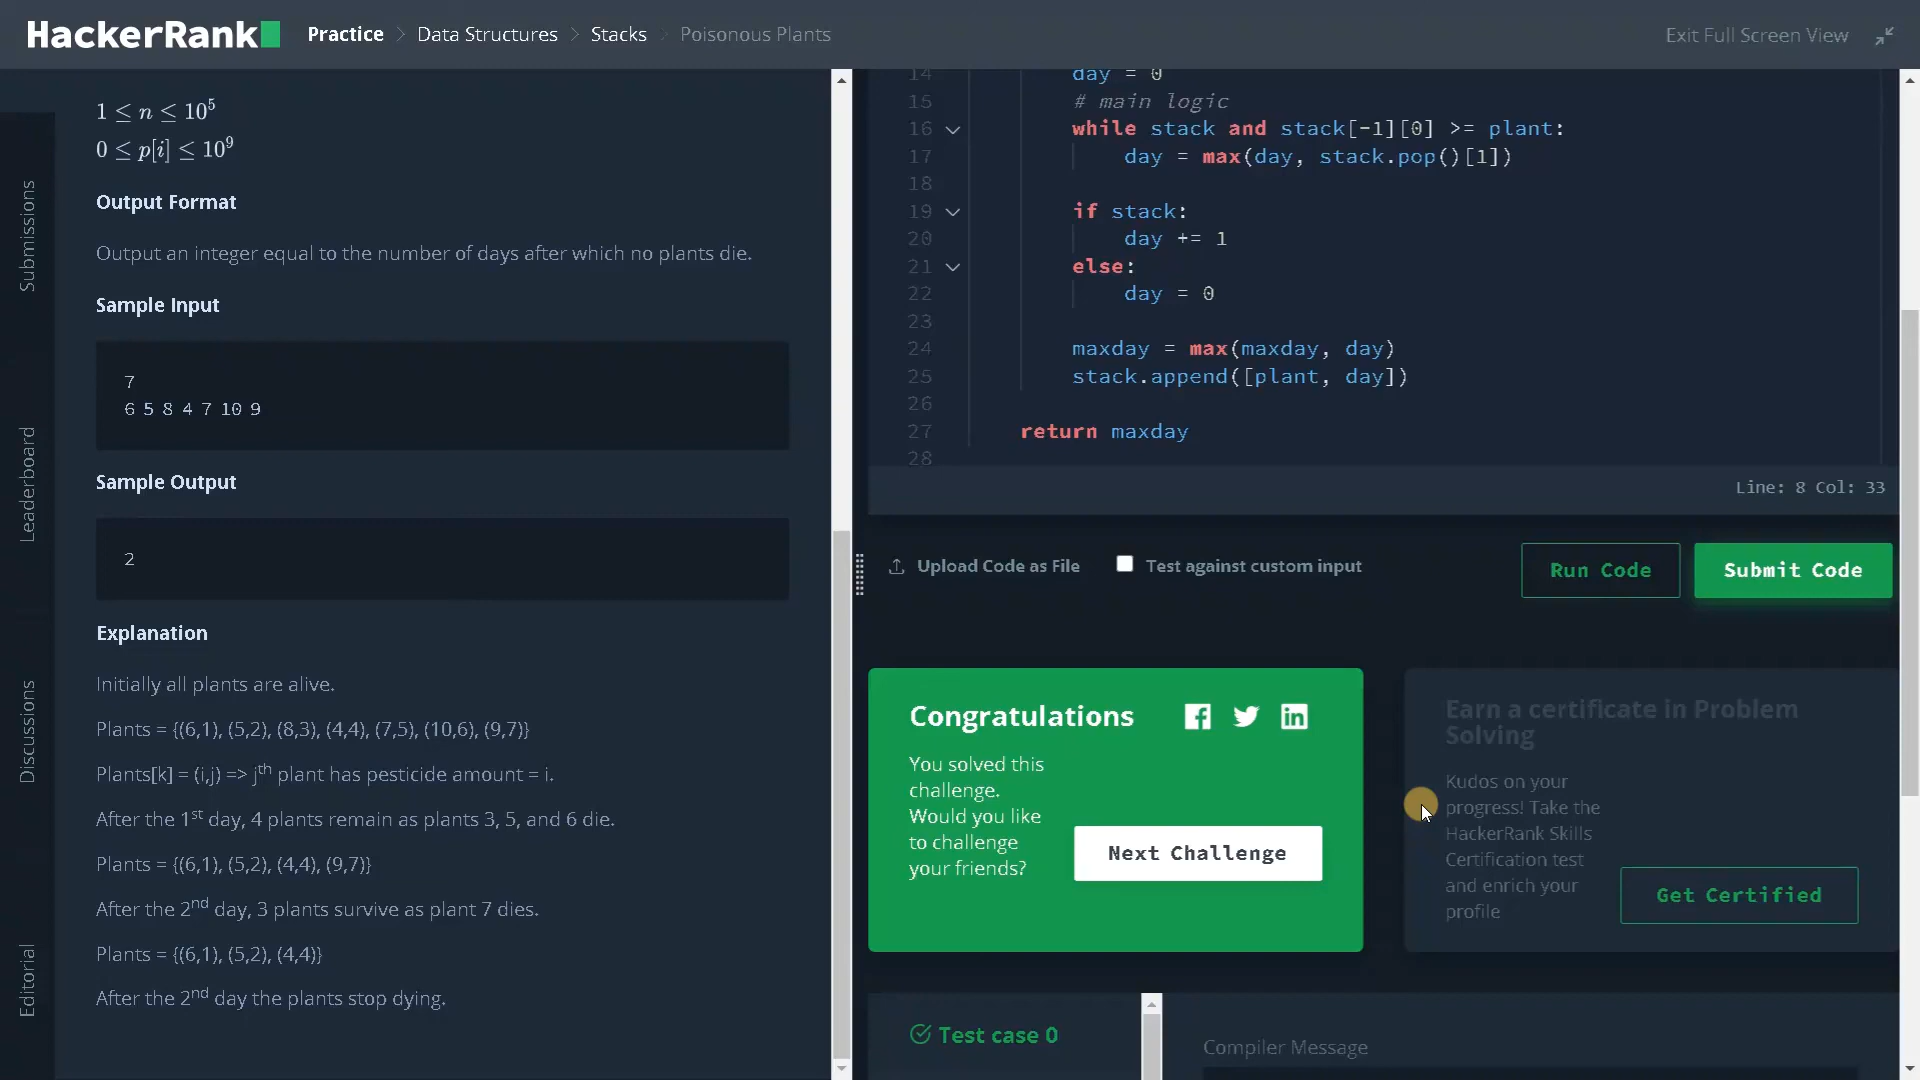 HackerRank Practice > Data Structures > Stacks > Poisonous Plants Exit Full Screen View
Submissions
Leaderboard
Discussions
Editorial
1 ≤ n ≤ 10⁵
0 ≤ p[i] ≤ 10⁹
Output Format
Output an integer equal to the number of days after which no plants die.
Sample Input
7
6 5 8 4 7 10 9
Sample Output
2
Explanation
Initially all plants are alive.
Plants = {(6,1), (5,2), (8,3), (4,4), (7,5), (10,6), (9,7)}
Plants[k] = (i,j) => jᵗʰ plant has pesticide amount = i.
After the 1ˢᵗ day, 4 plants remain as plants 3, 5, and 6 die.
Plants = {(6,1), (5,2), (4,4), (9,7)}
After the 2ⁿᵈ day, 3 plants survive as plant 7 dies.
Plants = {(6,1), (5,2), (4,4)}
After the 2ⁿᵈ day the plants stop dying.
14 day = 0
15 # main logic
16 while stack and stack[-1][0] >= plant:
17 day = max(day, stack.pop()[1])
18
19 if stack:
20 day += 1
21 else:
22 day = 0
23
24 maxday = max(maxday, day)
25 stack.append([plant, day])
26
27 return maxday
28
Line: 8 Col: 33
Upload Code as File Test against custom input Run Code Submit Code
Congratulations
You solved this
challenge.
Would you like
to challenge
your friends?
Next Challenge
Earn a certificate in Problem
Solving
Kudos on your
progress! Take the
HackerRank Skills
Certification test
and enrich your
profile
Get Certified
Test case 0
Compiler Message